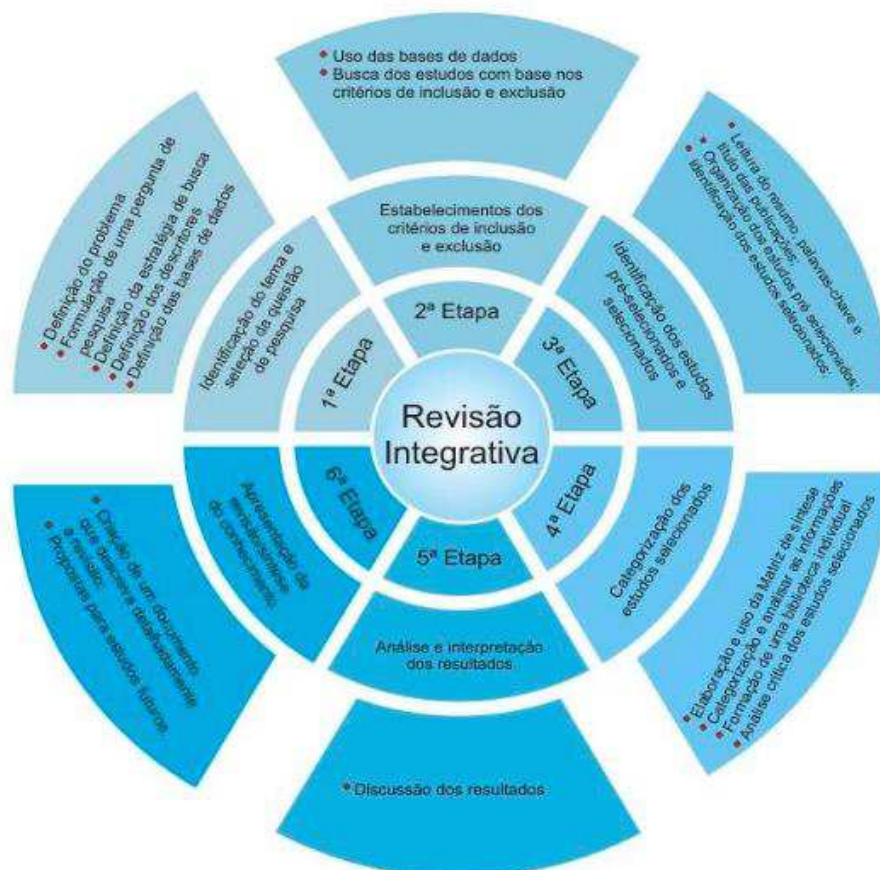 Revisão
Integrativa
1ª Etapa
Identificação do tema e
seleção da questão
de pesquisa
Definição do problema
Formulação de uma pergunta de
pesquisa
Definição da estratégia de busca
Definição dos descritores
Definição das bases de dados
2ª Etapa
Estabelecimentos dos
critérios de inclusão
e exclusão
Uso das bases de dados
Busca dos estudos com base nos
critérios de inclusão e exclusão
3ª Etapa
Identificação dos estudos
pré-selecionados e
selecionados
Leitura do resumo, palavras-chave e
título das publicações;
Organização dos estudos pré selecionados;
Identificação dos estudos selecionados;
4ª Etapa
Categorização dos
estudos selecionados
Elaboração e uso da Matriz de síntese
Categorização e análisar as informações
Formação de uma biblioteca individual
Análise crítica dos estudos selecionados
5ª Etapa
Análise e interpretação
dos resultados
Discussão dos resultados
6ª Etapa
Apresentação da
revisão/síntese
do conhecimento
Criação de um documento
que descreva detalhadamente
a revisão;
Propostas para estudos futuros